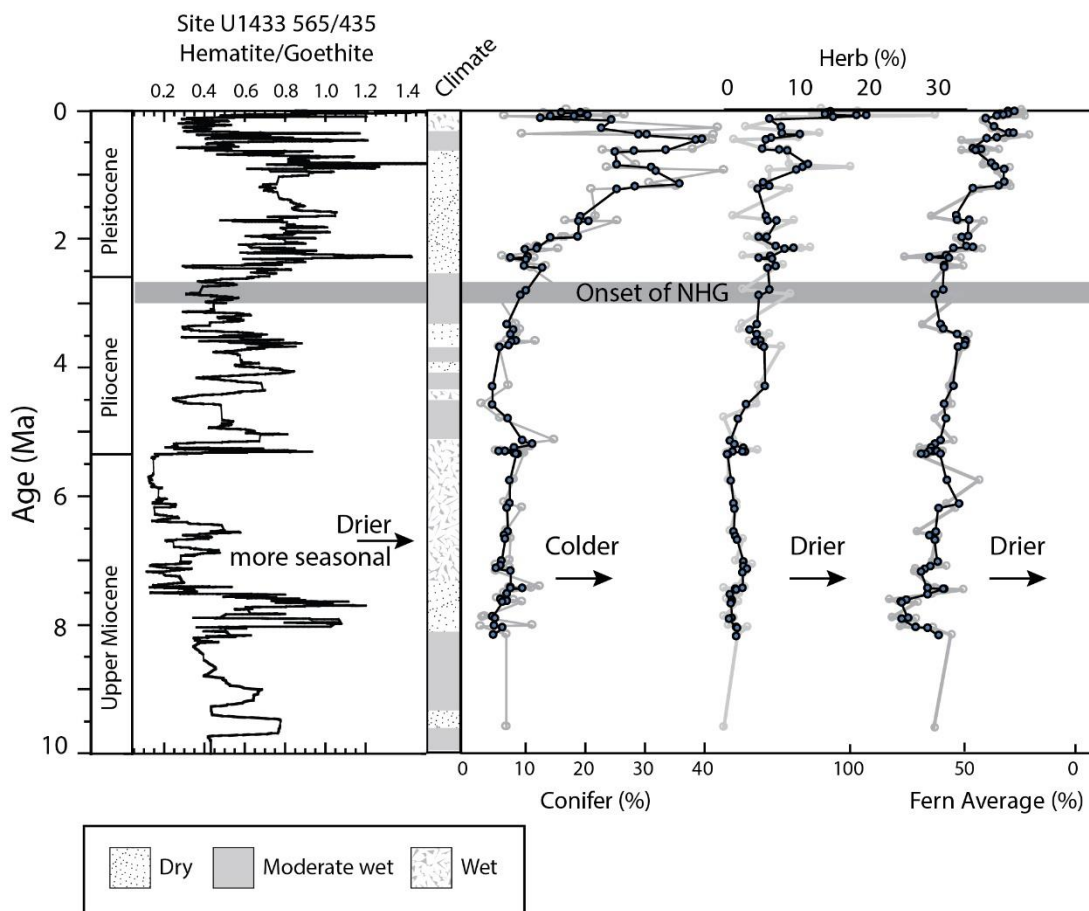 Site U1433 565/435
Hematite/Goethite
0.2 0.4 0.6 0.8 1.0 1.2 1.4
Climate
Herb (%)
0 10 20 30
Age (Ma)
0
2
4
6
8
10
Pleistocene
Pliocene
Upper Miocene
Onset of NHG
Drier
more seasonal
Colder
Drier
Drier
0 10 20 30 40
Conifer (%)
100 50 0
Fern Average (%)
Dry
Moderate wet
Wet